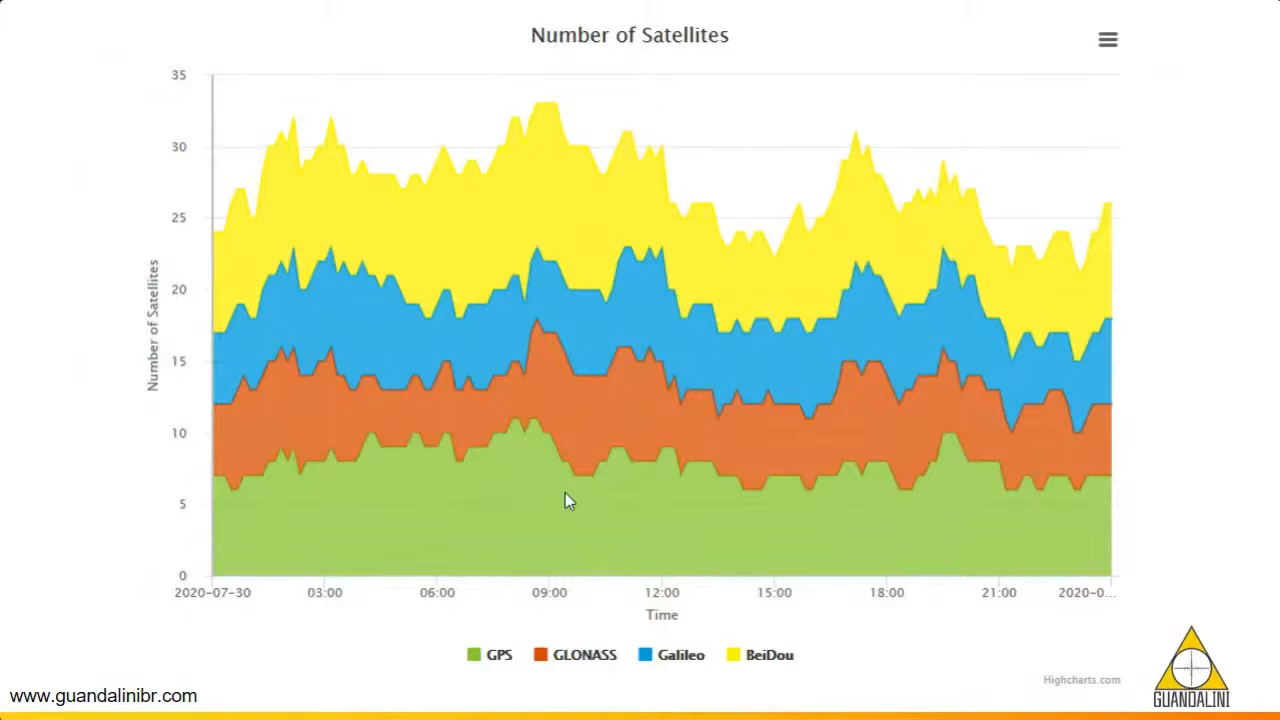 Number of Satellites
35
30
25
20
15
10
5
0
Number of Satellites
2020-07-30 03:00 06:00 09:00 12:00 15:00 18:00 21:00 2020-0...
Time
GPS GLONASS Galileo BeiDou
Highcharts.com
www.guandalinibr.com
GUANDALINI